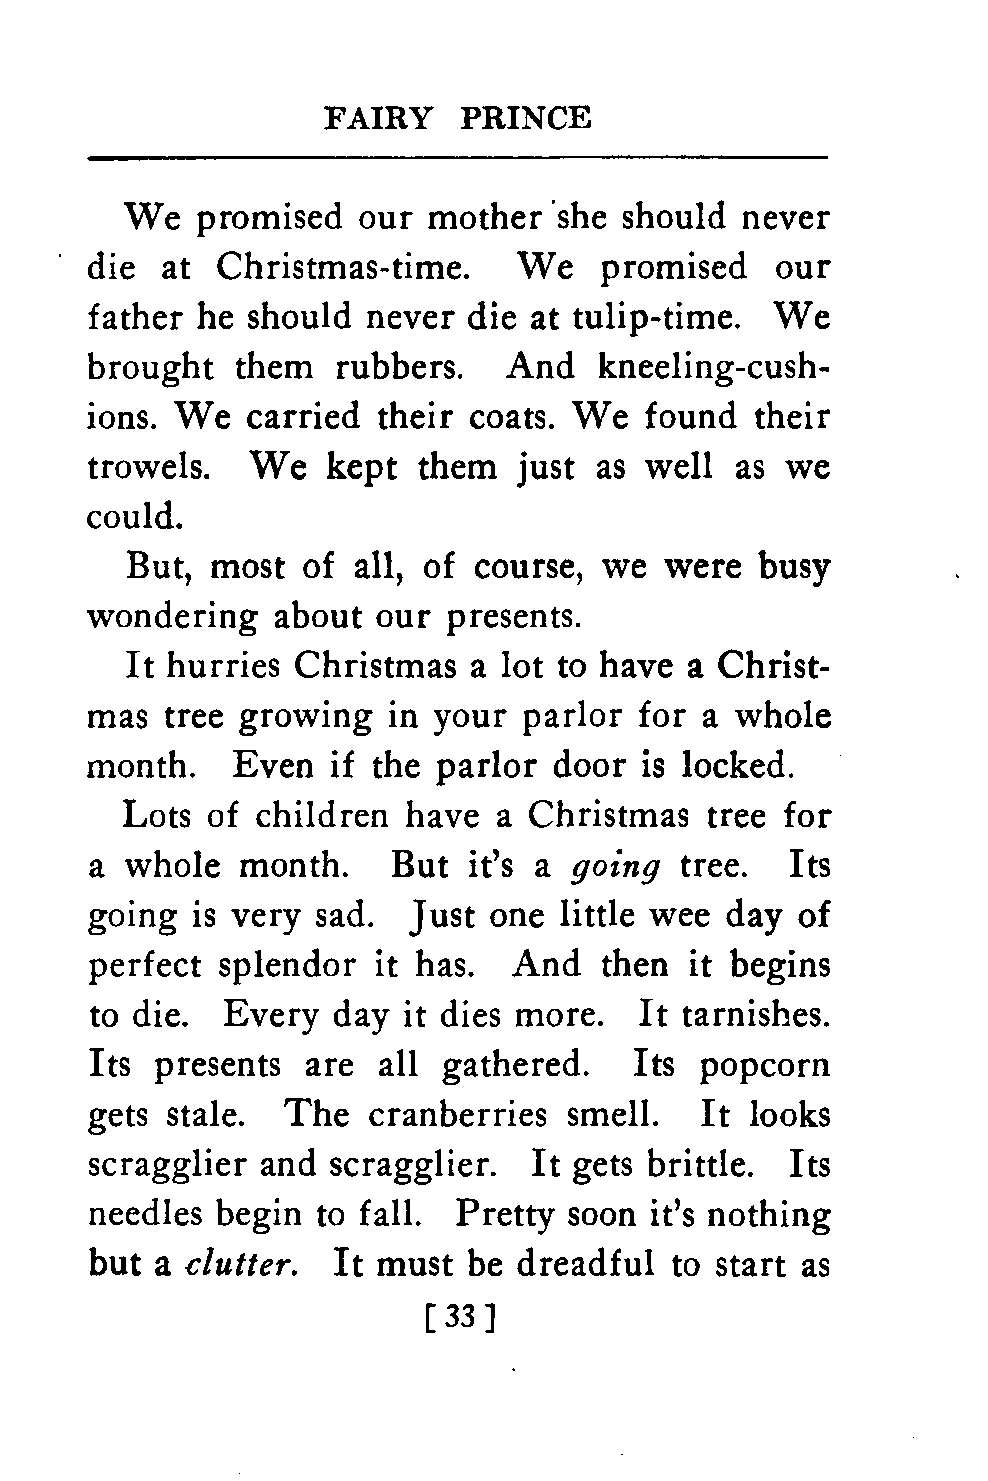 FAIRY PRINCE
We promised our mother she should never
die at Christmas-time. We promised our
father he should never die at tulip-time. We
brought them rubbers. And kneeling-cush-
ions. We carried their coats. We found their
trowels. We kept them just as well as we
could.
But, most of all, of course, we were busy
wondering about our presents.
It hurries Christmas a lot to have a Christ-
mas tree growing in your parlor for a whole
month. Even if the parlor door is locked.
Lots of children have a Christmas tree for
a whole month. But it's a going tree. Its
going is very sad. Just one little wee day of
perfect splendor it has. And then it begins
to die. Every day it dies more. It tarnishes.
Its presents are all gathered. Its popcorn
gets stale. The cranberries smell. It looks
scragglier and scragglier. It gets brittle. Its
needles begin to fall. Pretty soon it's nothing
but a clutter. It must be dreadful to start as
[ 33 ]